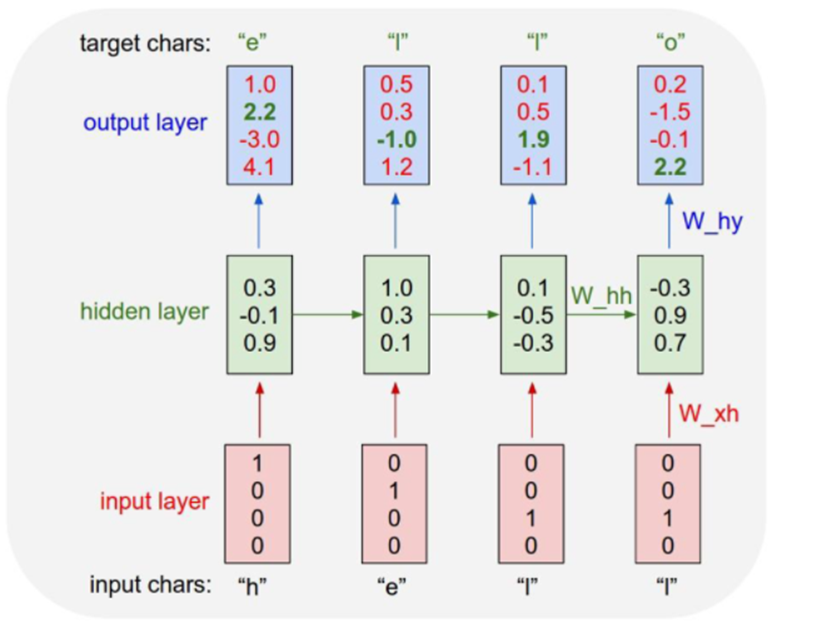 target chars: “e” “l” “l” “o”
output layer
1.0 0.5 0.1 0.2
2.2 0.3 0.5 -1.5
-3.0 -1.0 1.9 -0.1
4.1 1.2 -1.1 2.2
W_hy
hidden layer
0.3 1.0 0.1 -0.3
-0.1 0.3 -0.5 0.9
0.9 0.1 -0.3 0.7
W_hh
W_xh
input layer
1 0 0 0
0 1 0 0
0 0 1 1
0 0 0 0
input chars: “h” “e” “l” “l”